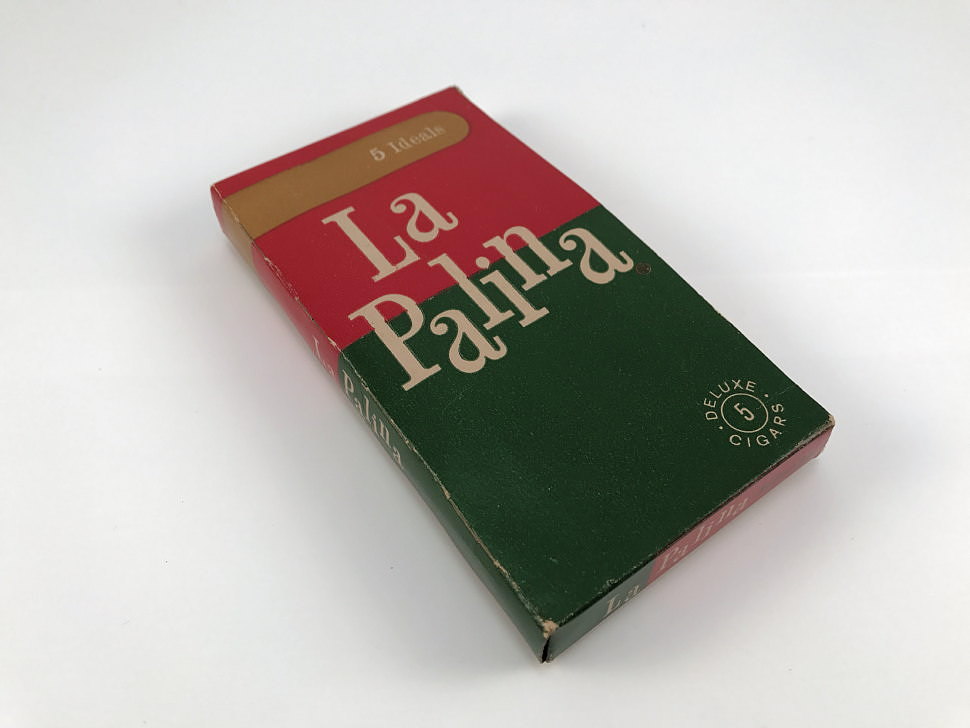 5 Ideals
La
Palina
®
DELUXE
5
CIGARS
La Palina
La Palina